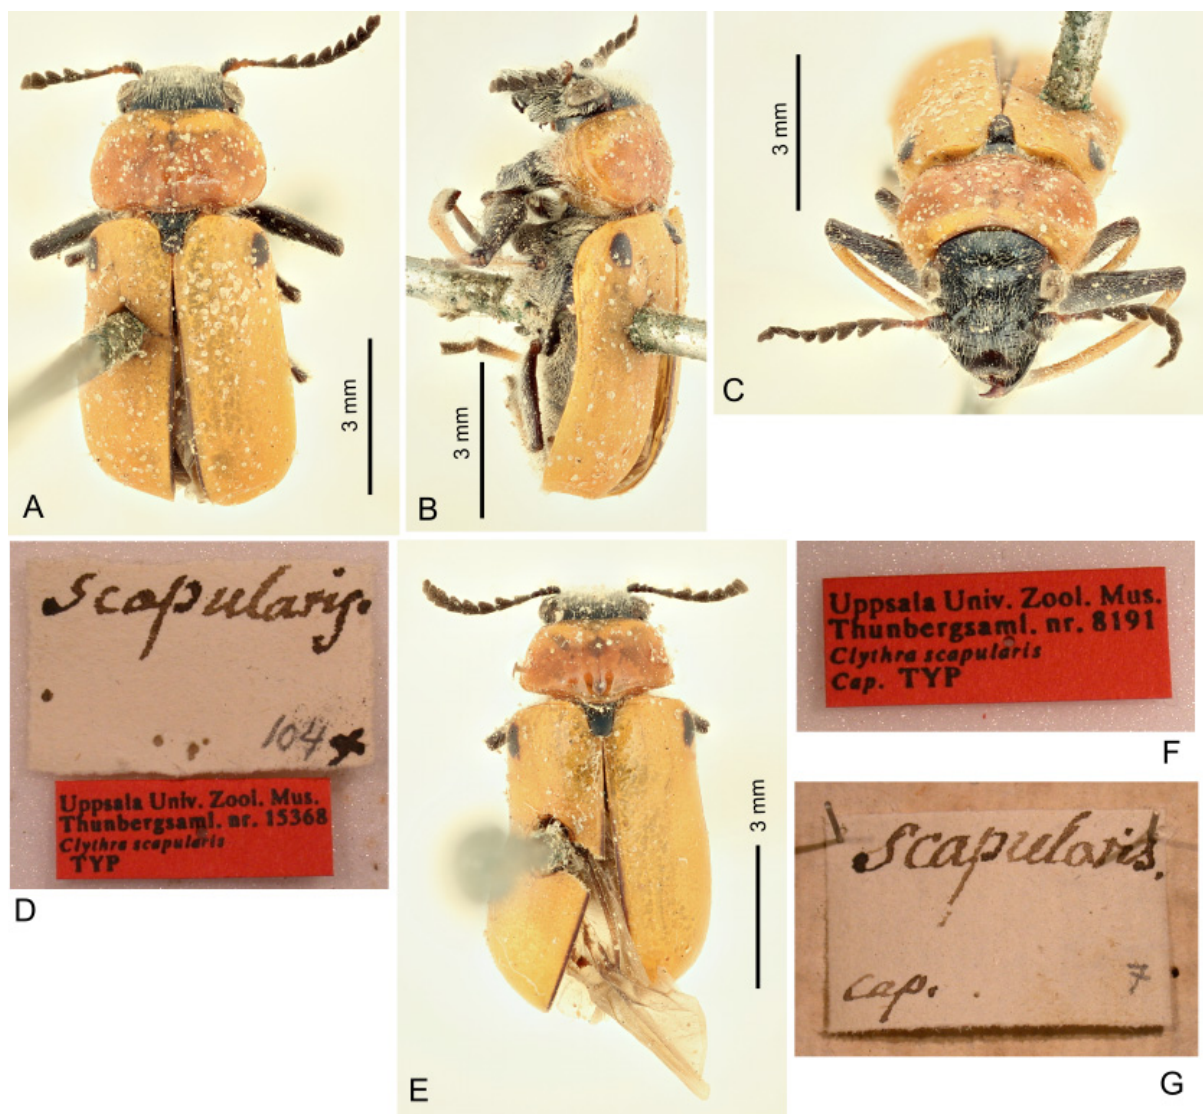 3 mm
A
3 mm
B
3 mm
C
Scapularis.
104
Uppsala Univ. Zool. Mus.
Thunbergsaml. nr. 15368
Clythra scapularis
TYP
D
3 mm
E
Uppsala Univ. Zool. Mus.
Thunbergsaml. nr. 8191
Clythra scapularis
Cap. TYP
F
Scapularis.
cap.
7
G